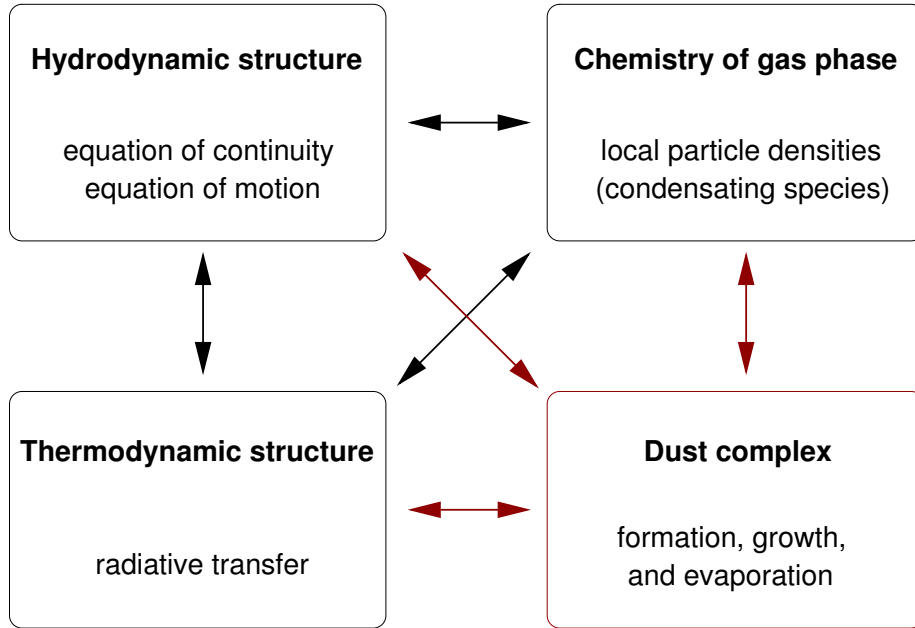 Hydrodynamic structure
equation of continuity
equation of motion
Chemistry of gas phase
local particle densities
(condensating species)
Thermodynamic structure
radiative transfer
Dust complex
formation, growth,
and evaporation